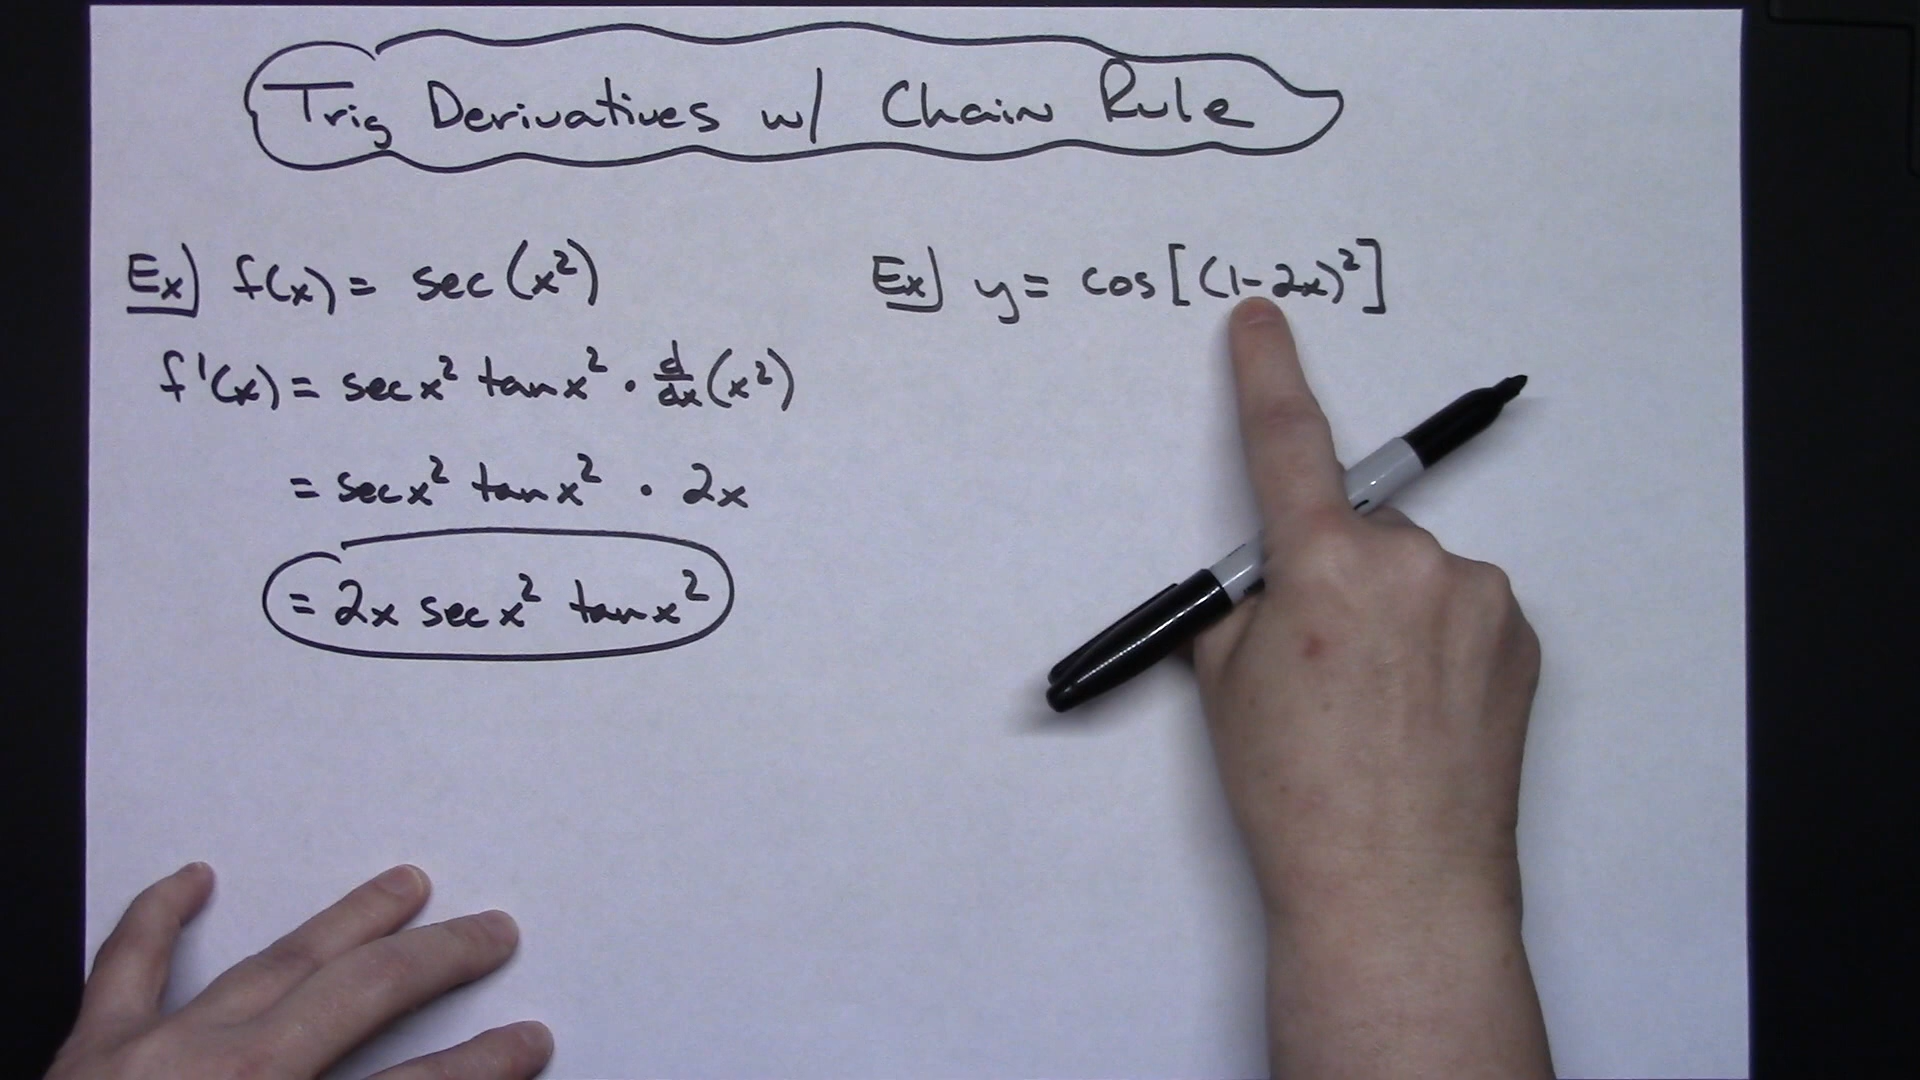 Trig Derivatives w/ Chain Rule
Ex) f(x) = sec(x²)
f'(x) = sec x² tan x² · d/dx (x²)
= sec x² tan x² · 2x
= 2x sec x² tan x²
Ex) y = cos[(1-2x)²]